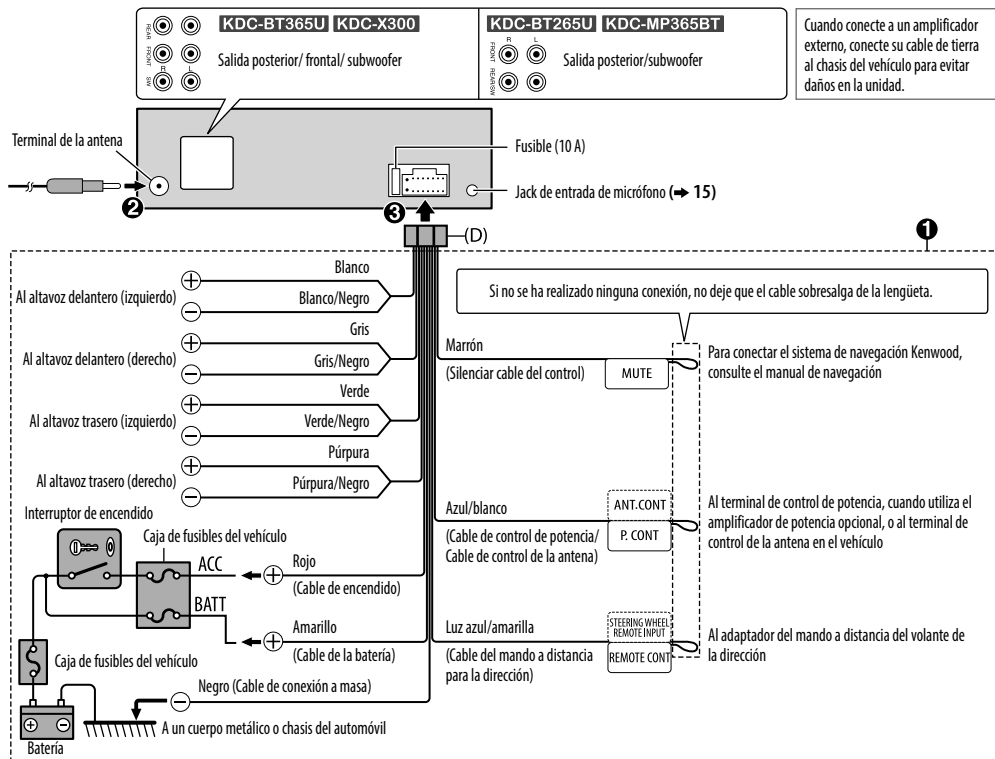 REAR
FRONT
SW
R L
KDC-BT365U KDC-X300
Salida posterior/ frontal/ subwoofer
KDC-BT265U KDC-MP365BT
R L
FRONT
REAR/SW
Salida posterior/subwoofer
Cuando conecte a un amplificador
externo, conecte su cable de tierra
al chasis del vehículo para evitar
daños en la unidad.
Terminal de la antena
Fusible (10 A)
Jack de entrada de micrófono (➜ 15)
2
3
(D)
1
Al altavoz delantero (izquierdo)
+
Blanco
−
Blanco/Negro
Al altavoz delantero (derecho)
+
Gris
−
Gris/Negro
Al altavoz trasero (izquierdo)
+
Verde
−
Verde/Negro
Al altavoz trasero (derecho)
+
Púrpura
−
Púrpura/Negro
Interruptor de encendido
Caja de fusibles del vehículo
ACC
+
Rojo
(Cable de encendido)
BATT
+
Amarillo
(Cable de la batería)
Caja de fusibles del vehículo
−
Negro (Cable de conexión a masa)
A un cuerpo metálico o chasis del automóvil
+ −
Batería
Si no se ha realizado ninguna conexión, no deje que el cable sobresalga de la lengüeta.
Marrón
(Silenciar cable del control)
MUTE
Para conectar el sistema de navegación Kenwood,
consulte el manual de navegación
Azul/blanco
(Cable de control de potencia/
Cable de control de la antena)
ANT.CONT
P. CONT
Al terminal de control de potencia, cuando utiliza el
amplificador de potencia opcional, o al terminal de
control de la antena en el vehículo
Luz azul/amarilla
(Cable del mando a distancia
para la dirección)
STEERING WHEEL
REMOTE INPUT
REMOTE CONT
Al adaptador del mando a distancia del volante de
la dirección